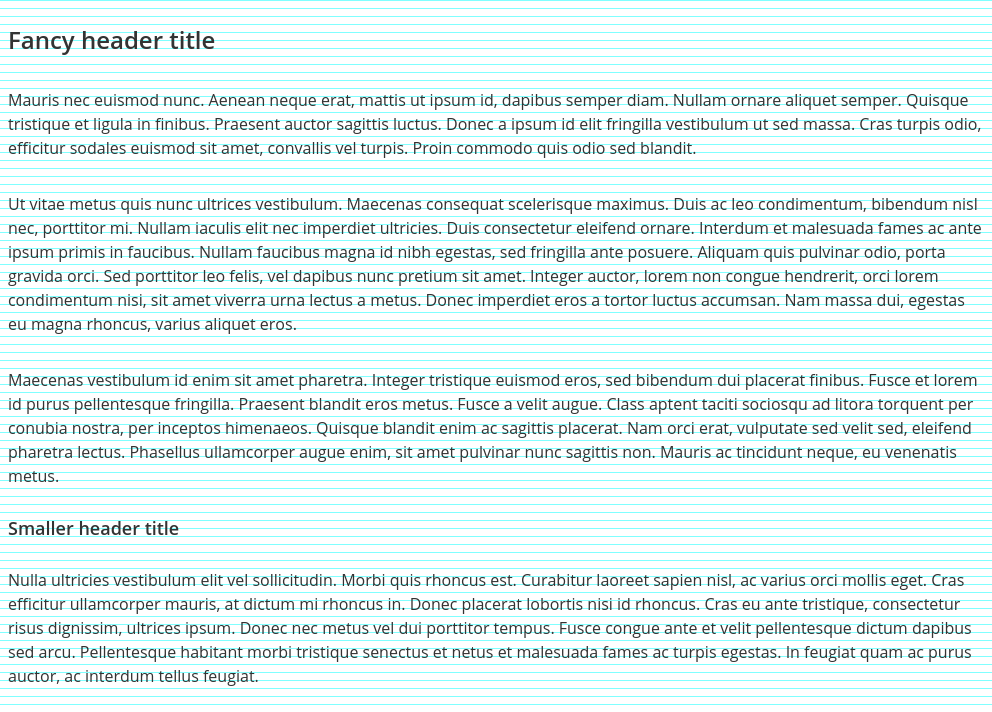 Fancy header title
Mauris nec euismod nunc. Aenean neque erat, mattis ut ipsum id, dapibus semper diam. Nullam ornare aliquet semper. Quisque
tristique et ligula in finibus. Praesent auctor sagittis luctus. Donec a ipsum id elit fringilla vestibulum ut sed massa. Cras turpis odio,
efficitur sodales euismod sit amet, convallis vel turpis. Proin commodo quis odio sed blandit.
Ut vitae metus quis nunc ultrices vestibulum. Maecenas consequat scelerisque maximus. Duis ac leo condimentum, bibendum nisl
nec, porttitor mi. Nullam iaculis elit nec imperdiet ultricies. Duis consectetur eleifend ornare. Interdum et malesuada fames ac ante
ipsum primis in faucibus. Nullam faucibus magna id nibh egestas, sed fringilla ante posuere. Aliquam quis pulvinar odio, porta
gravida orci. Sed porttitor leo felis, vel dapibus nunc pretium sit amet. Integer auctor, lorem non congue hendrerit, orci lorem
condimentum nisi, sit amet viverra urna lectus a metus. Donec imperdiet eros a tortor luctus accumsan. Nam massa dui, egestas
eu magna rhoncus, varius aliquet eros.
Maecenas vestibulum id enim sit amet pharetra. Integer tristique euismod eros, sed bibendum dui placerat finibus. Fusce et lorem
id purus pellentesque fringilla. Praesent blandit eros metus. Fusce a velit augue. Class aptent taciti sociosqu ad litora torquent per
conubia nostra, per inceptos himenaeos. Quisque blandit enim ac sagittis placerat. Nam orci erat, vulputate sed velit sed, eleifend
pharetra lectus. Phasellus ullamcorper augue enim, sit amet pulvinar nunc sagittis non. Mauris ac tincidunt neque, eu venenatis
metus.
Smaller header title
Nulla ultricies vestibulum elit vel sollicitudin. Morbi quis rhoncus est. Curabitur laoreet sapien nisl, ac varius orci mollis eget. Cras
efficitur ullamcorper mauris, at dictum mi rhoncus in. Donec placerat lobortis nisi id rhoncus. Cras eu ante tristique, consectetur
risus dignissim, ultrices ipsum. Donec nec metus vel dui porttitor tempus. Fusce congue ante et velit pellentesque dictum dapibus
sed arcu. Pellentesque habitant morbi tristique senectus et netus et malesuada fames ac turpis egestas. In feugiat quam ac purus
auctor, ac interdum tellus feugiat.